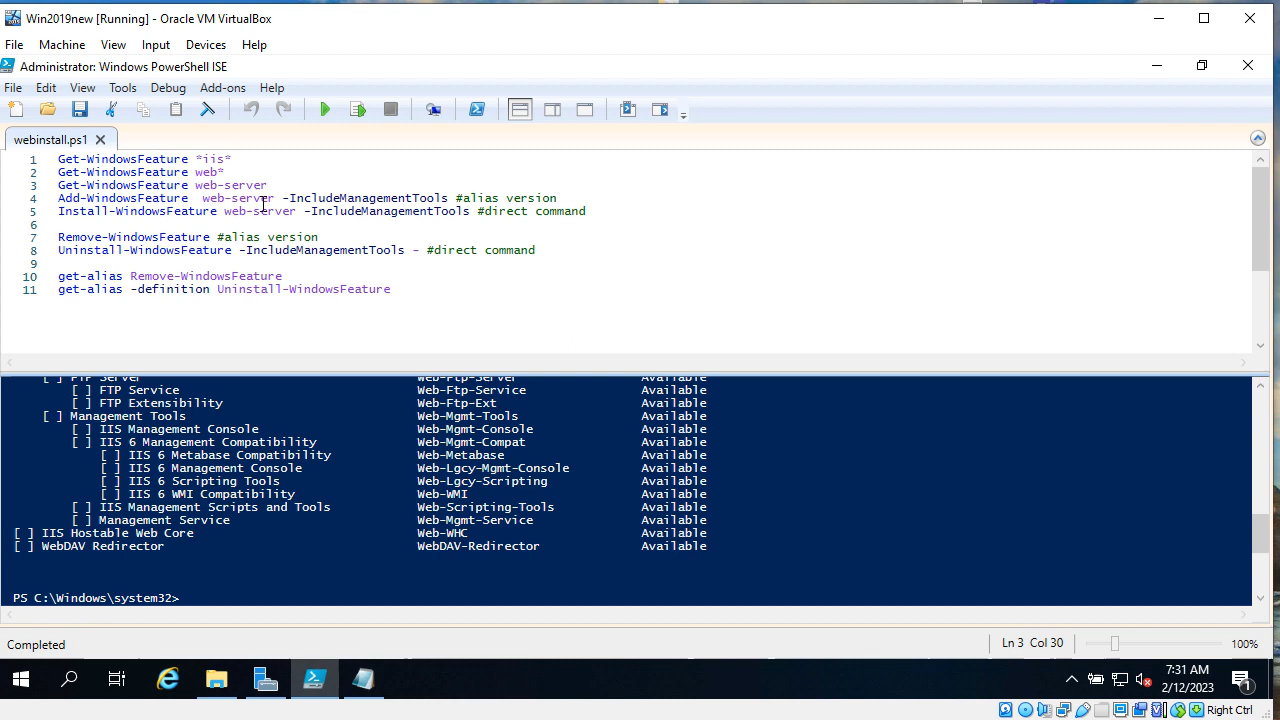 Win2019new [Running] - Oracle VM VirtualBox
File Machine View Input Devices Help
Administrator: Windows PowerShell ISE
File Edit View Tools Debug Add-ons Help
webinstall.ps1
1 Get-WindowsFeature *iis*
2 Get-WindowsFeature web*
3 Get-WindowsFeature web-server
4 Add-WindowsFeature  web-server -IncludeManagementTools #alias version
5 Install-WindowsFeature web-server -IncludeManagementTools #direct command
6
7 Remove-WindowsFeature #alias version
8 Uninstall-WindowsFeature -IncludeManagementTools - #direct command
9
10 get-alias Remove-WindowsFeature
11 get-alias -definition Uninstall-WindowsFeature
[ ] FTP Server Web-Ftp-Server Available
[ ] FTP Service Web-Ftp-Service Available
[ ] FTP Extensibility Web-Ftp-Ext Available
[ ] Management Tools Web-Mgmt-Tools Available
[ ] IIS Management Console Web-Mgmt-Console Available
[ ] IIS 6 Management Compatibility Web-Mgmt-Compat Available
[ ] IIS 6 Metabase Compatibility Web-Metabase Available
[ ] IIS 6 Management Console Web-Lgcy-Mgmt-Console Available
[ ] IIS 6 Scripting Tools Web-Lgcy-Scripting Available
[ ] IIS 6 WMI Compatibility Web-WMI Available
[ ] IIS Management Scripts and Tools Web-Scripting-Tools Available
[ ] Management Service Web-Mgmt-Service Available
[ ] IIS Hostable Web Core Web-WHC Available
[ ] WebDAV Redirector WebDAV-Redirector Available
PS C:\Windows\system32>
Completed Ln 3 Col 30 100%
7:31 AM
2/12/2023
1
Right Ctrl